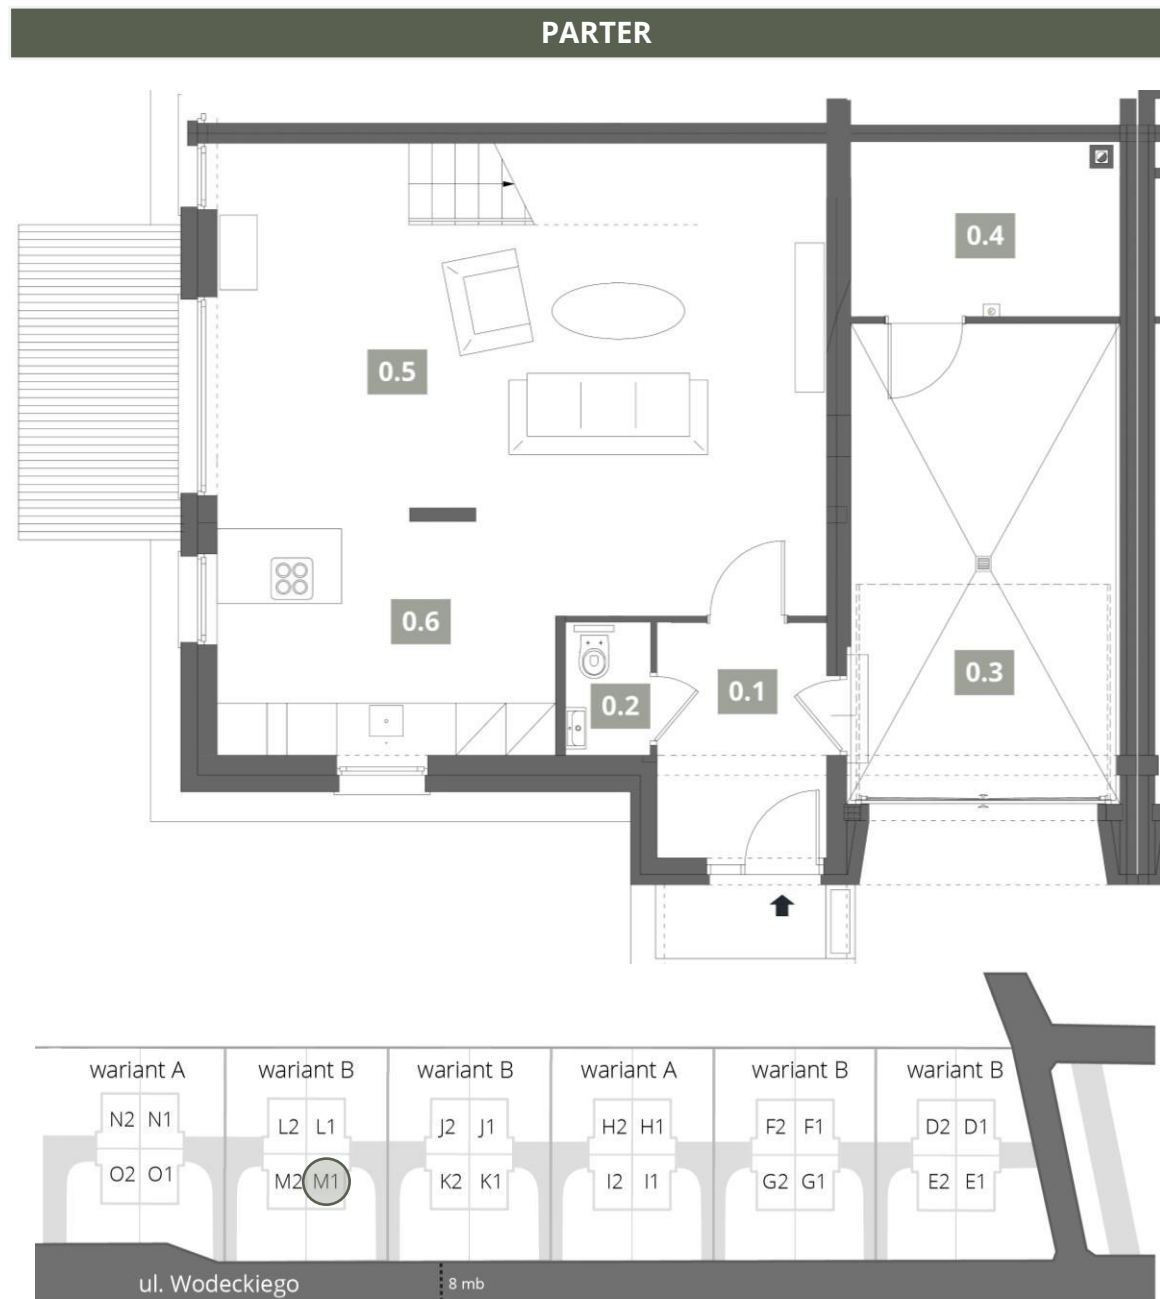 PARTER
0.4
0.5
0.6
0.3
0.1
0.2
wariant A wariant B wariant B wariant A wariant B wariant B
N2 N1 L2 L1 J2 J1 H2 H1 F2 F1 D2 D1
O2 O1 M2 M1 K2 K1 I2 I1 G2 G1 E2 E1
ul. Wodeckiego 8 mb